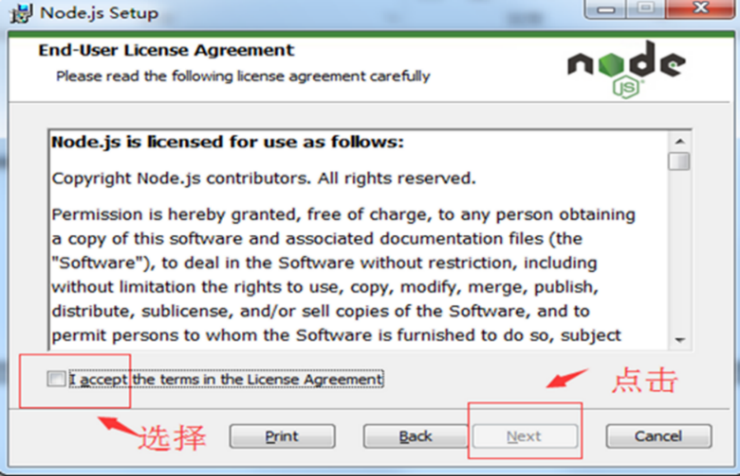 Node.js Setup
End-User License Agreement
Please read the following license agreement carefully
node
JS
Node.js is licensed for use as follows:
Copyright Node.js contributors. All rights reserved.
Permission is hereby granted, free of charge, to any person obtaining
a copy of this software and associated documentation files (the
"Software"), to deal in the Software without restriction, including
without limitation the rights to use, copy, modify, merge, publish,
distribute, sublicense, and/or sell copies of the Software, and to
permit persons to whom the Software is furnished to do so, subject
I accept the terms in the License Agreement
点击
选择
Print
Back
Next
Cancel